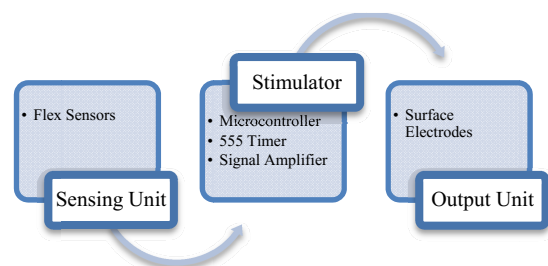 • Flex Sensors
Sensing Unit
Stimulator
• Microcontroller
• 555 Timer
• Signal Amplifier
• Surface
Electrodes
Output Unit